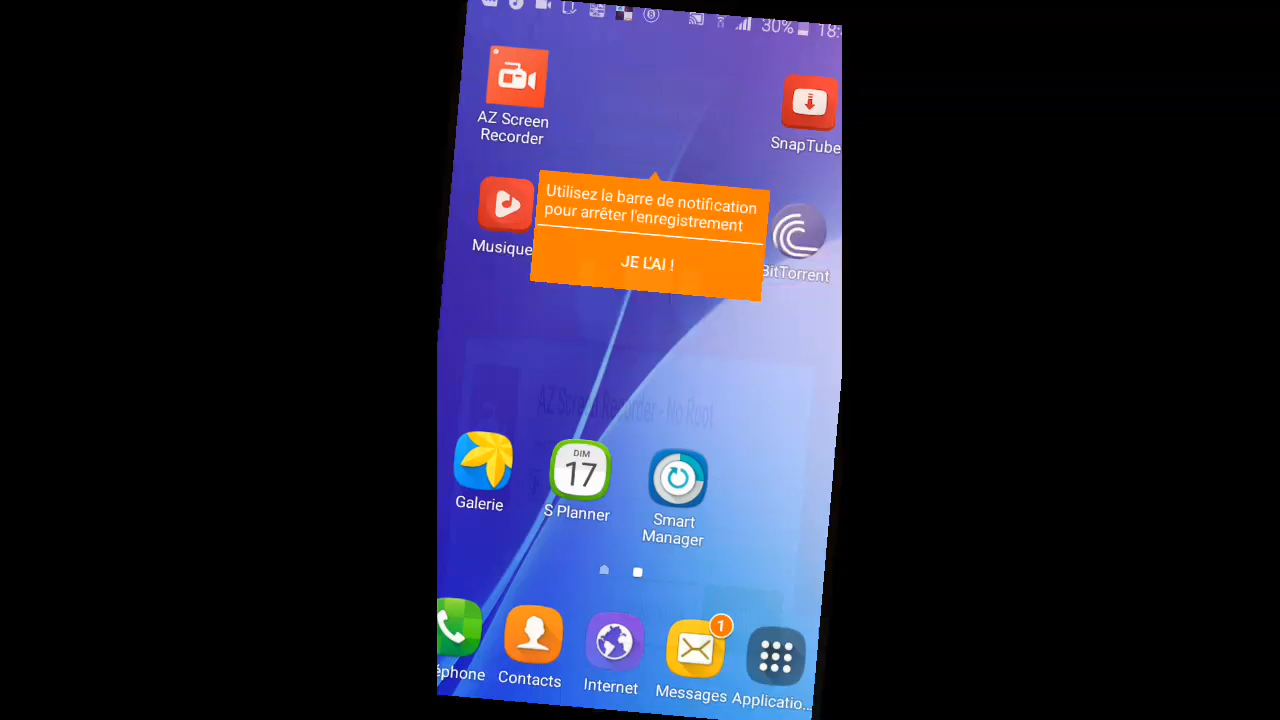 30% 18:
AZ Screen
Recorder
SnapTube
Utilisez la barre de notification
pour arrêter l'enregistrement
JE L'AI !
Musique
BitTorrent
AZ Screen Recorder - No Root
Galerie
DIM
17
S Planner
Smart
Manager
1
éphone
Contacts
Internet
Messages
Applicatio...